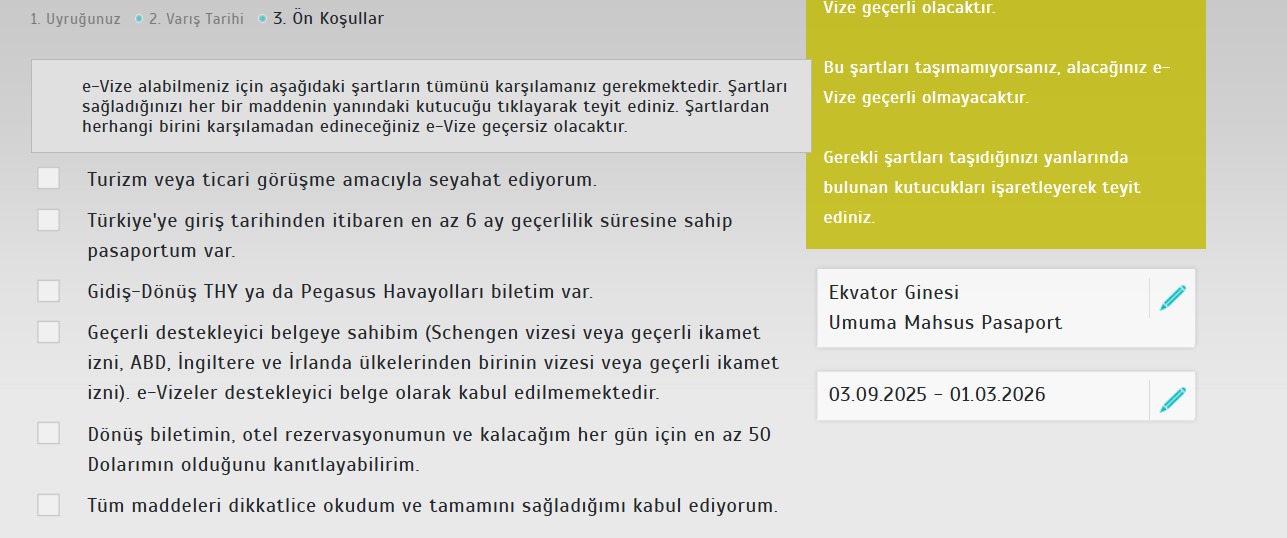 1. Uyruğunuz 2. Varış Tarihi 3. Ön Koşullar
e-Vize alabilmeniz için aşağıdaki şartların tümünü karşılamanız gerekmektedir. Şartları
sağladığınızı her bir maddenin yanındaki kutucuğu tıklayarak teyit ediniz. Şartlardan
herhangi birini karşılamadan edineceğiniz e-Vize geçersiz olacaktır.
Turizm veya ticari görüşme amacıyla seyahat ediyorum.
Türkiye'ye giriş tarihinden itibaren en az 6 ay geçerlilik süresine sahip
pasaportum var.
Gidiş-Dönüş THY ya da Pegasus Havayolları biletim var.
Geçerli destekleyici belgeye sahibim (Schengen vizesi veya geçerli ikamet
izni, ABD, İngiltere ve İrlanda ülkelerinden birinin vizesi veya geçerli ikamet
izni). e-Vizeler destekleyici belge olarak kabul edilmemektedir.
Dönüş biletimin, otel rezervasyonumun ve kalacağım her gün için en az 50
Dolarımın olduğunu kanıtlayabilirim.
Tüm maddeleri dikkatlice okudum ve tamamını sağladığımı kabul ediyorum.
Vize geçerli olacaktır.
Bu şartları taşımamıyorsanız, alacağınız e-
Vize geçerli olmayacaktır.
Gerekli şartları taşıdığınızı yanlarında
bulunan kutucukları işaretleyerek teyit
ediniz.
Ekvator Ginesi
Umuma Mahsus Pasaport
03.09.2025 - 01.03.2026